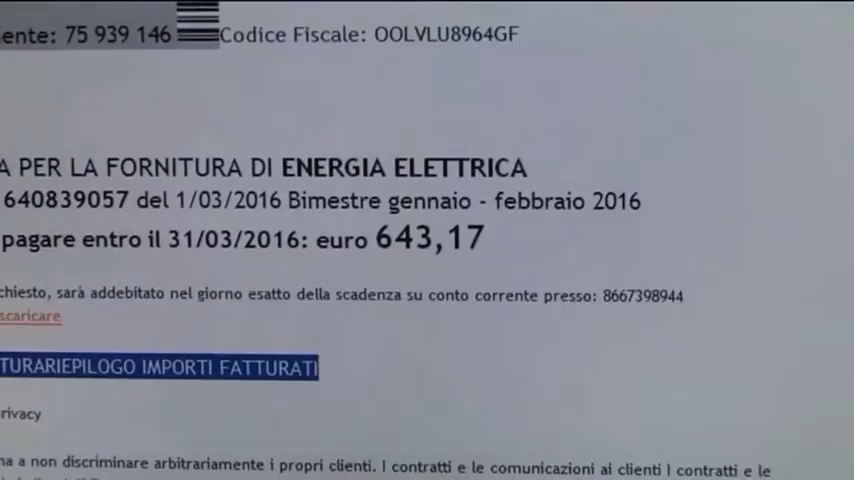 ente: 75 939 146 Codice Fiscale: OOLVLU8964GF
A PER LA FORNITURA DI ENERGIA ELETTRICA
640839057 del 1/03/2016 Bimestre gennaio - febbraio 2016
pagare entro il 31/03/2016: euro 643,17
chiesto, sarà addebitato nel giorno esatto della scadenza su conto corrente presso: 8667398944
scaricare
TURARIEPILOGO IMPORTI FATTURATI
rivacy
na a non discriminare arbitrariamente i propri clienti. I contratti e le comunicazioni ai clienti I contratti e le